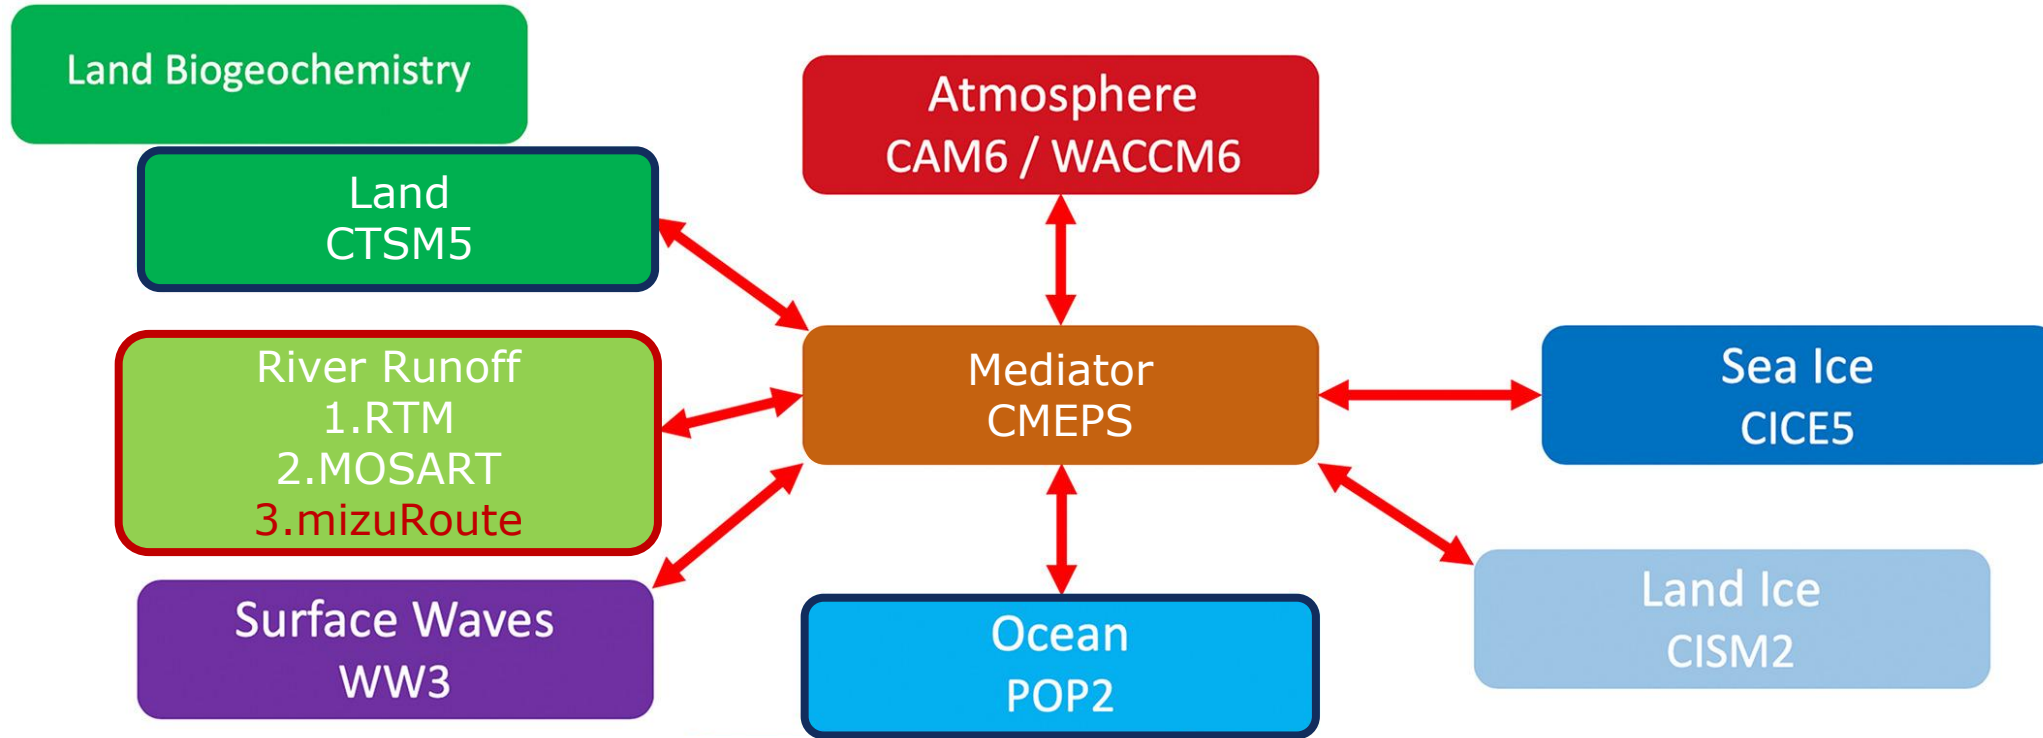 Land Biogeochemistry
Atmosphere
CAM6 / WACCM6
Land
CTSM5
River Runoff
1.RTM
2.MOSART
3.mizuRoute
Mediator
CMEPS
Sea Ice
CICE5
Surface Waves
WW3
Ocean
POP2
Land Ice
CISM2